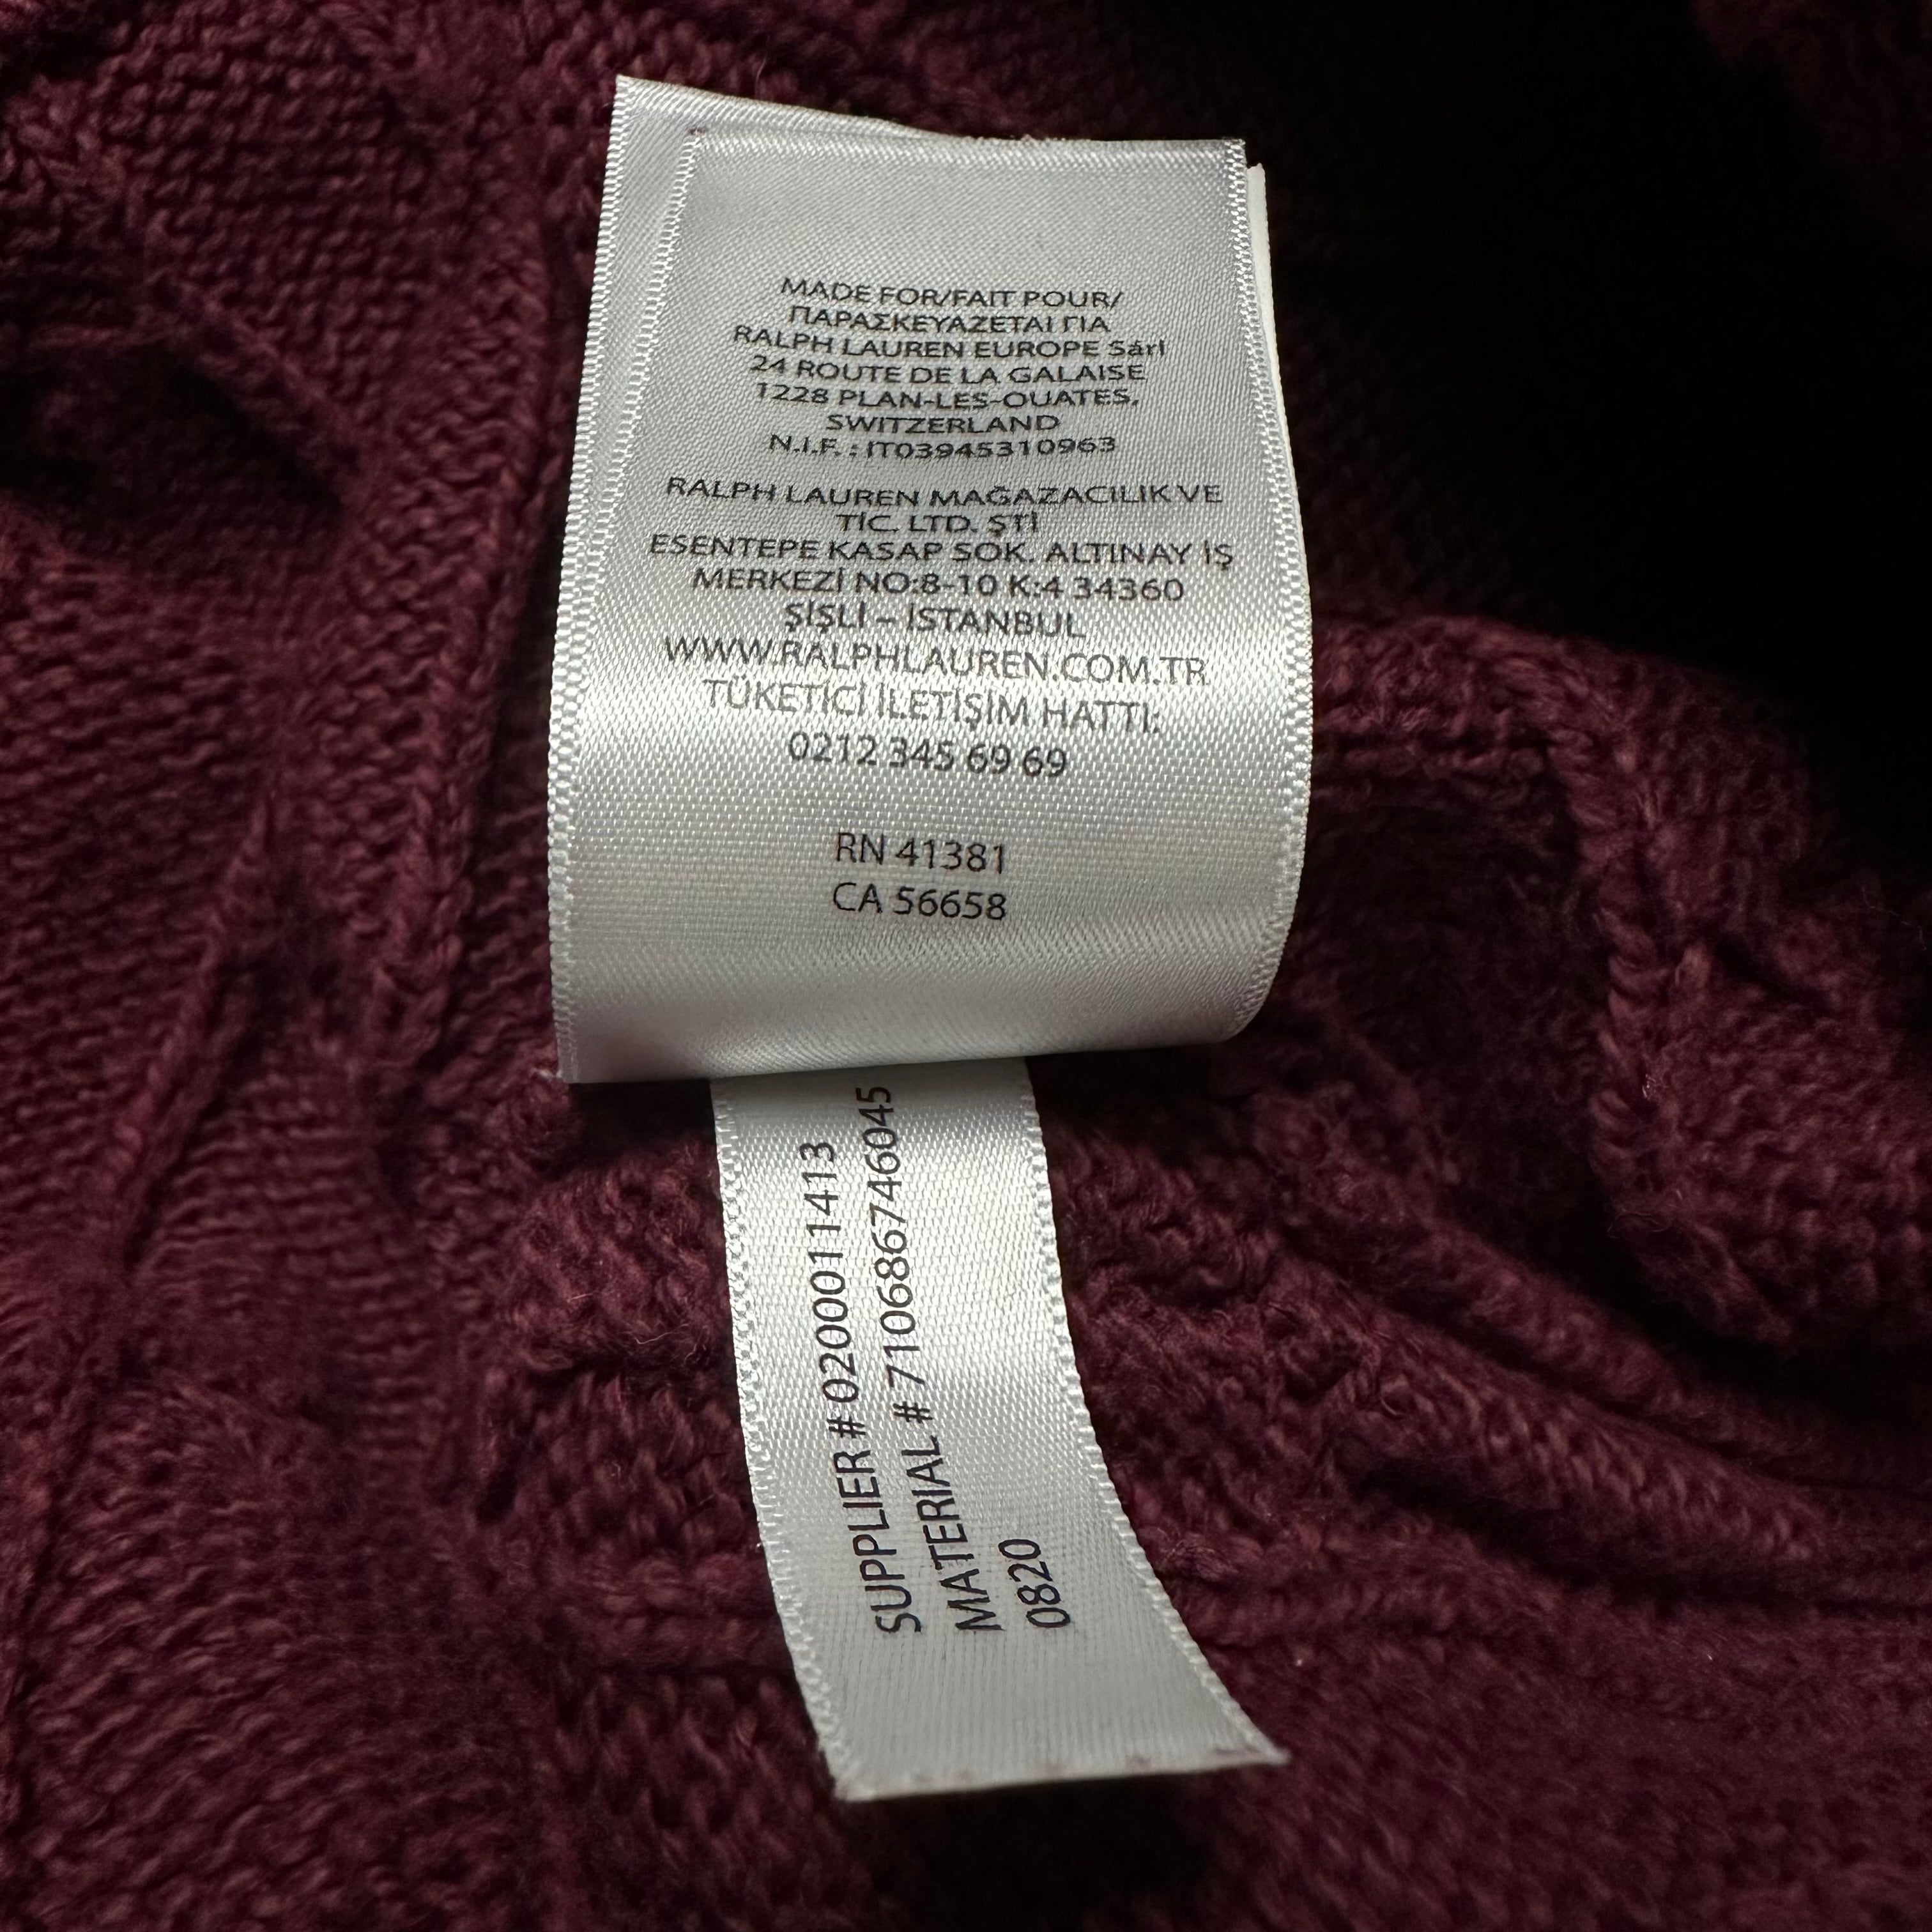 MADE FOR/FAIT POUR/
ΠΑΡΑΣΚΕΥΑΖΕΤΑΙ ΓΙΑ
RALPH LAUREN EUROPE Sárl
24 ROUTE DE LA GALAISE
1228 PLAN-LES-OUATES,
SWITZERLAND
N.I.F. : IT03945310963
RALPH LAUREN MAĞAZACILIK VE
TİC. LTD. ŞTİ
ESENTEPE KASAP SOK. ALTINAY İŞ
MERKEZİ NO:8-10 K:4 34360
ŞİŞLİ – İSTANBUL
WWW.RALPHLAUREN.COM.TR
TÜKETİCİ İLETİŞİM HATTI:
0212 345 69 69
RN 41381
CA 56658
SUPPLIER# 0200011413
MATERIAL # 710686746045
0820